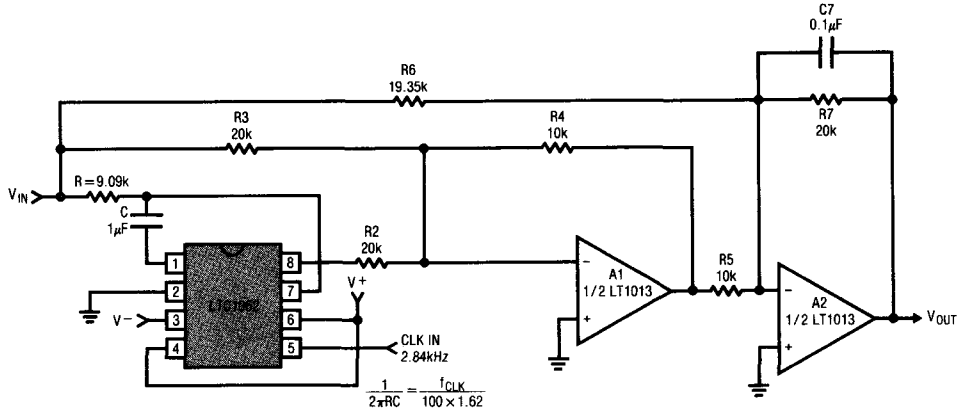 C7
0.1µF
R6
19.35k
R3
20k
R4
10k
R7
20k
VIN
R=9.09k
C
1µF
R2
20k
V+
1
2
3
4
8
7
6
5
LTC1062
V−
CLK IN
2.84kHz
−
A1
1/2 LT1013
+
R5
10k
−
A2
1/2 LT1013
+
VOUT
1/2πRC = fCLK/100 × 1.62